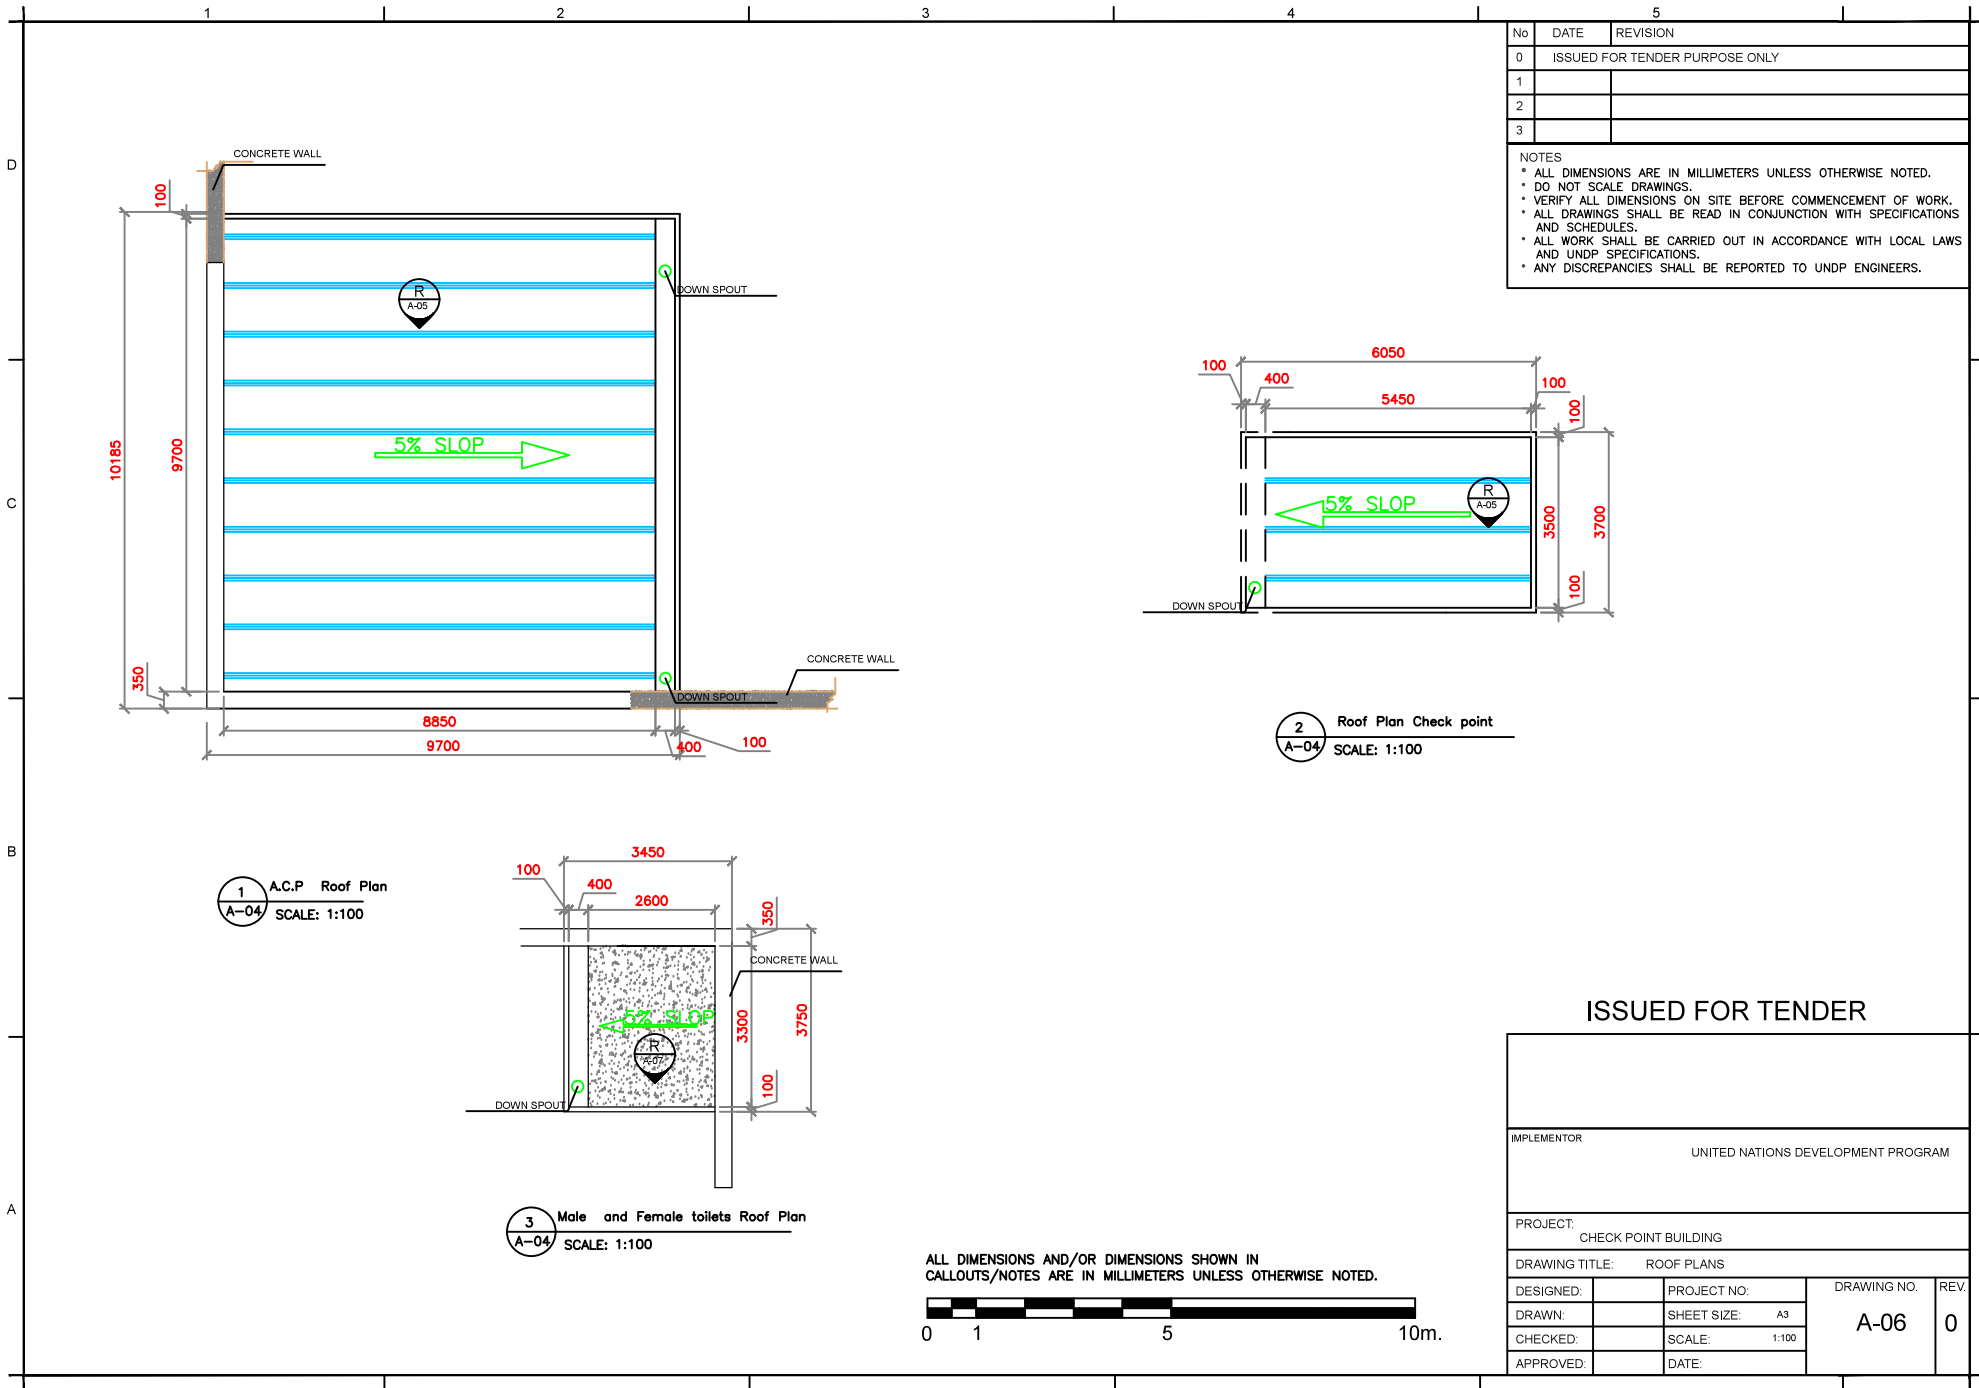 1 2 3 4 5
No DATE REVISION
0 ISSUED FOR TENDER PURPOSE ONLY
1
2
3
NOTES
* ALL DIMENSIONS ARE IN MILLIMETERS UNLESS OTHERWISE NOTED.
* DO NOT SCALE DRAWINGS.
* VERIFY ALL DIMENSIONS ON SITE BEFORE COMMENCEMENT OF WORK.
* ALL DRAWINGS SHALL BE READ IN CONJUNCTION WITH SPECIFICATIONS
AND SCHEDULES.
* ALL WORK SHALL BE CARRIED OUT IN ACCORDANCE WITH LOCAL LAWS
AND UNDP SPECIFICATIONS.
* ANY DISCREPANCIES SHALL BE REPORTED TO UNDP ENGINEERS.
D
C
B
A
CONCRETE WALL
100
10185
9700
350
R
A-05
DOWN SPOUT
5% SLOP
CONCRETE WALL
DOWN SPOUT
8850
9700
400
100
1
A-04
A.C.P Roof Plan
SCALE: 1:100
6050
100
400
5450
100
100
5% SLOP
R
A-05
3500
3700
100
DOWN SPOUT
2
A-04
Roof Plan Check point
SCALE: 1:100
3450
100
400
2600
350
CONCRETE WALL
5% SLOP
R
A-07
3300
3750
100
DOWN SPOUT
3
A-04
Male and Female toilets Roof Plan
SCALE: 1:100
ALL DIMENSIONS AND/OR DIMENSIONS SHOWN IN
CALLOUTS/NOTES ARE IN MILLIMETERS UNLESS OTHERWISE NOTED.
0 1 5 10m.
ISSUED FOR TENDER
IMPLEMENTOR
UNITED NATIONS DEVELOPMENT PROGRAM
PROJECT:
CHECK POINT BUILDING
DRAWING TITLE: ROOF PLANS
DESIGNED: PROJECT NO: DRAWING NO. REV.
DRAWN: SHEET SIZE: A3 A-06 0
CHECKED: SCALE: 1:100
APPROVED: DATE: